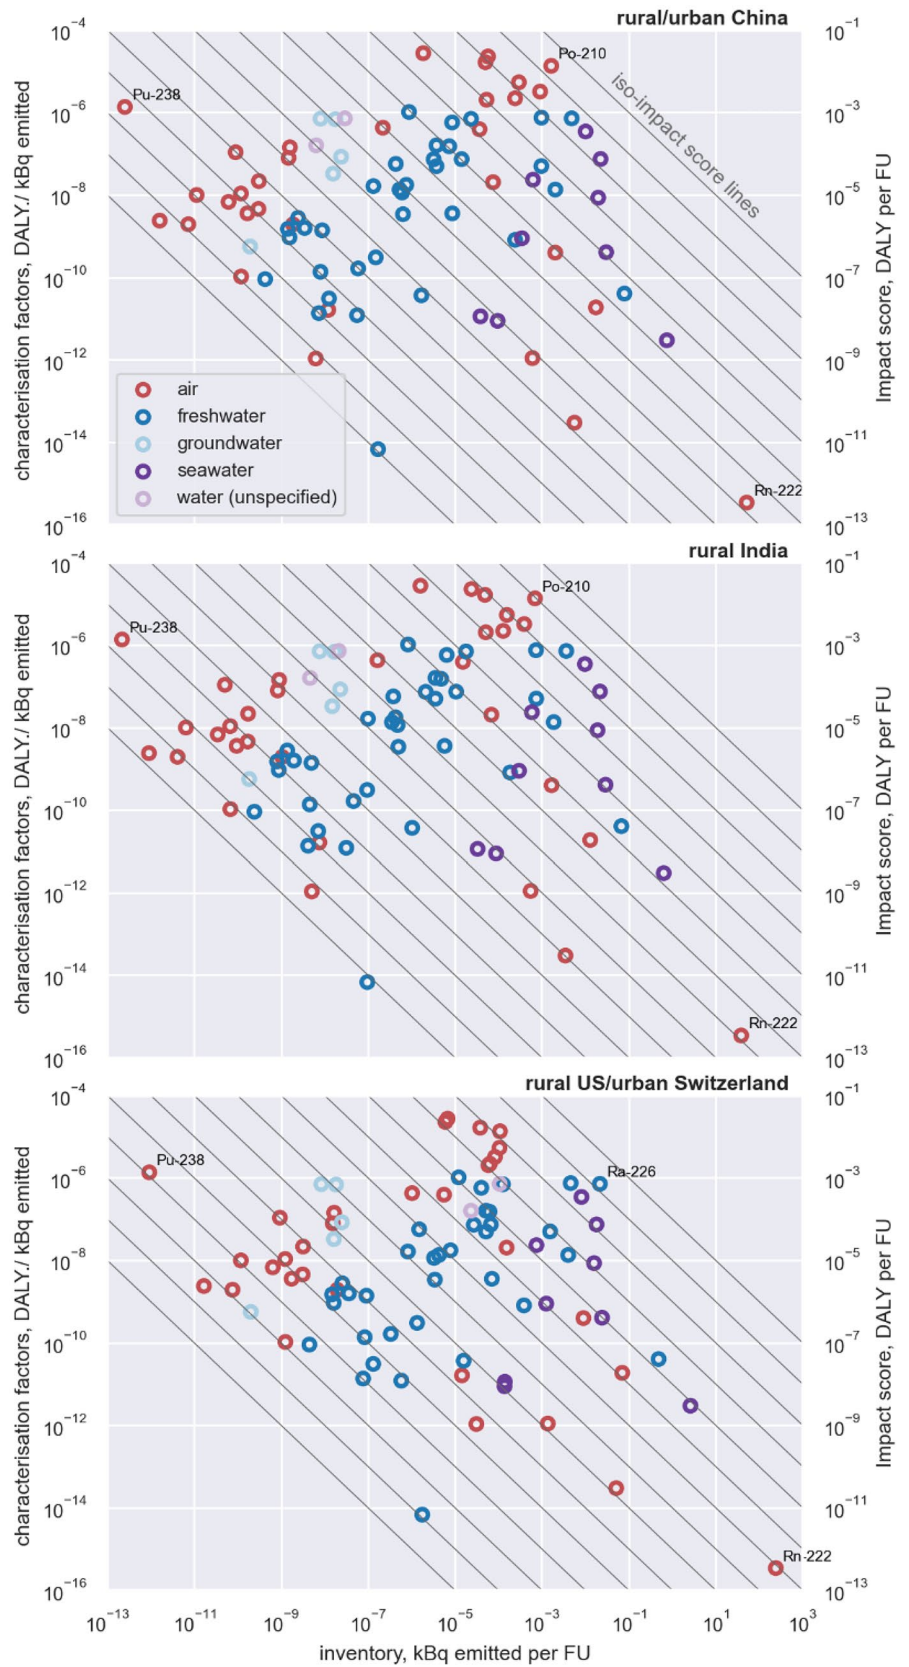 rural/urban China
10⁻⁴
10⁻⁶
10⁻⁸
10⁻¹⁰
10⁻¹²
10⁻¹⁴
10⁻¹⁶
characterisation factors, DALY./ kBq emitted
Pu-238
Po-210
iso-impact score lines
Rn-222
air
freshwater
groundwater
seawater
water (unspecified)
10⁻¹
10⁻³
10⁻⁵
10⁻⁷
10⁻⁹
10⁻¹¹
10⁻¹³
Impact score, DALY per FU
rural India
10⁻⁴
10⁻⁶
10⁻⁸
10⁻¹⁰
10⁻¹²
10⁻¹⁴
10⁻¹⁶
characterisation factors, DALY./ kBq emitted
Pu-238
Po-210
Rn-222
10⁻¹
10⁻³
10⁻⁵
10⁻⁷
10⁻⁹
10⁻¹¹
10⁻¹³
Impact score, DALY per FU
rural US/urban Switzerland
10⁻⁴
10⁻⁶
10⁻⁸
10⁻¹⁰
10⁻¹²
10⁻¹⁴
10⁻¹⁶
characterisation factors, DALY./ kBq emitted
Pu-238
Ra-226
Rn-222
10⁻¹
10⁻³
10⁻⁵
10⁻⁷
10⁻⁹
10⁻¹¹
10⁻¹³
Impact score, DALY per FU
10⁻¹³ 10⁻¹¹ 10⁻⁹ 10⁻⁷ 10⁻⁵ 10⁻³ 10⁻¹ 10¹ 10³
inventory, kBq emitted per FU